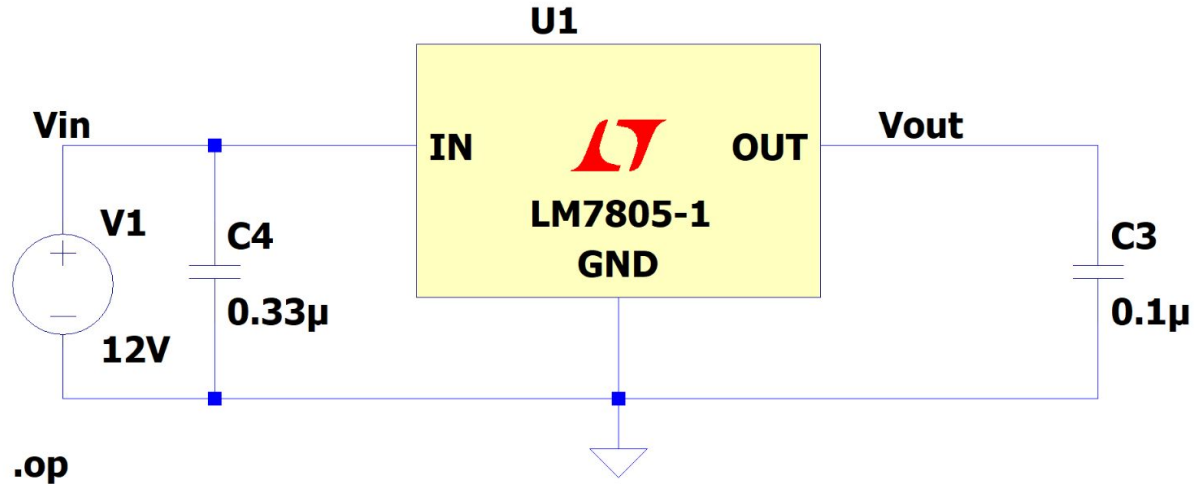 U1
Vin
IN
OUT
Vout
V1
C4
LM7805-1
C3
GND
0.33µ
0.1µ
12V
.op